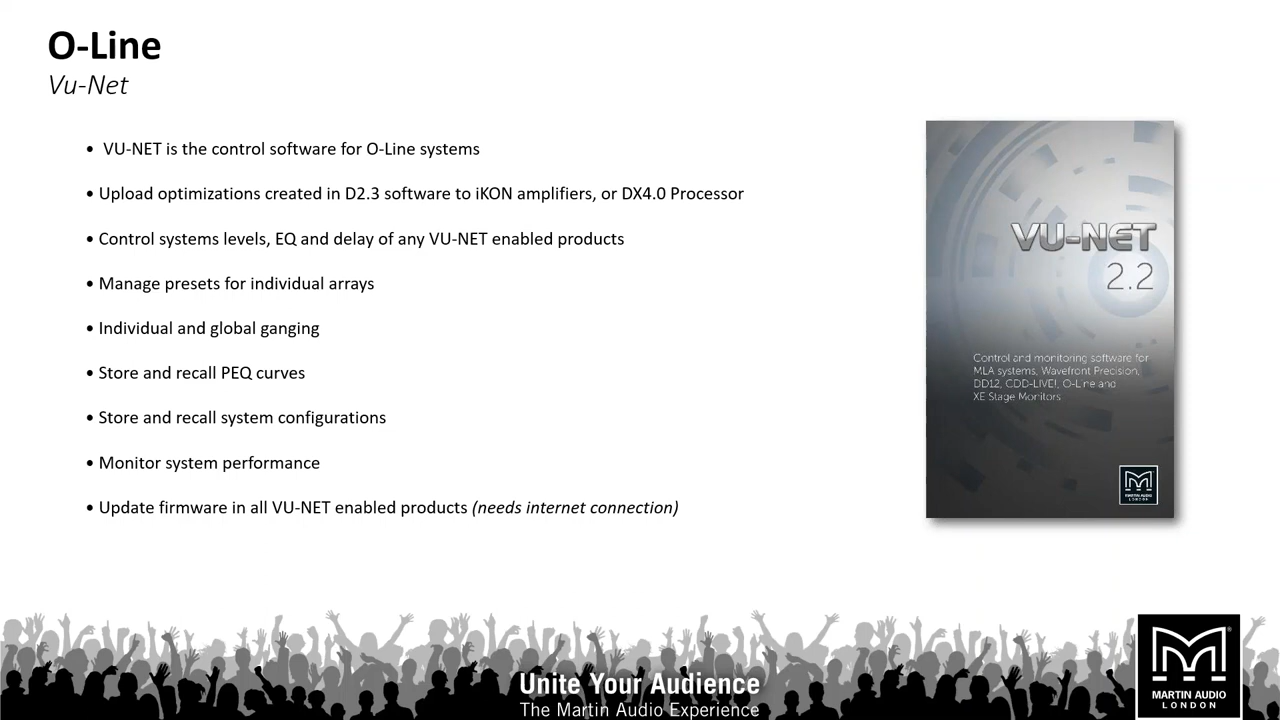 O-Line
Vu-Net
• VU-NET is the control software for O-Line systems
• Upload optimizations created in D2.3 software to iKON amplifiers, or DX4.0 Processor
• Control systems levels, EQ and delay of any VU-NET enabled products
• Manage presets for individual arrays
• Individual and global ganging
• Store and recall PEQ curves
• Store and recall system configurations
• Monitor system performance
• Update firmware in all VU-NET enabled products (needs internet connection)
VU-NET
2.2
Control and monitoring software for
MLA systems, Wavefront Precision,
DD12, CDD-LIVE!, O-Line and
XE Stage Monitors
MARTIN AUDIO
LONDON
Unite Your Audience
The Martin Audio Experience
®
MARTIN AUDIO
LONDON